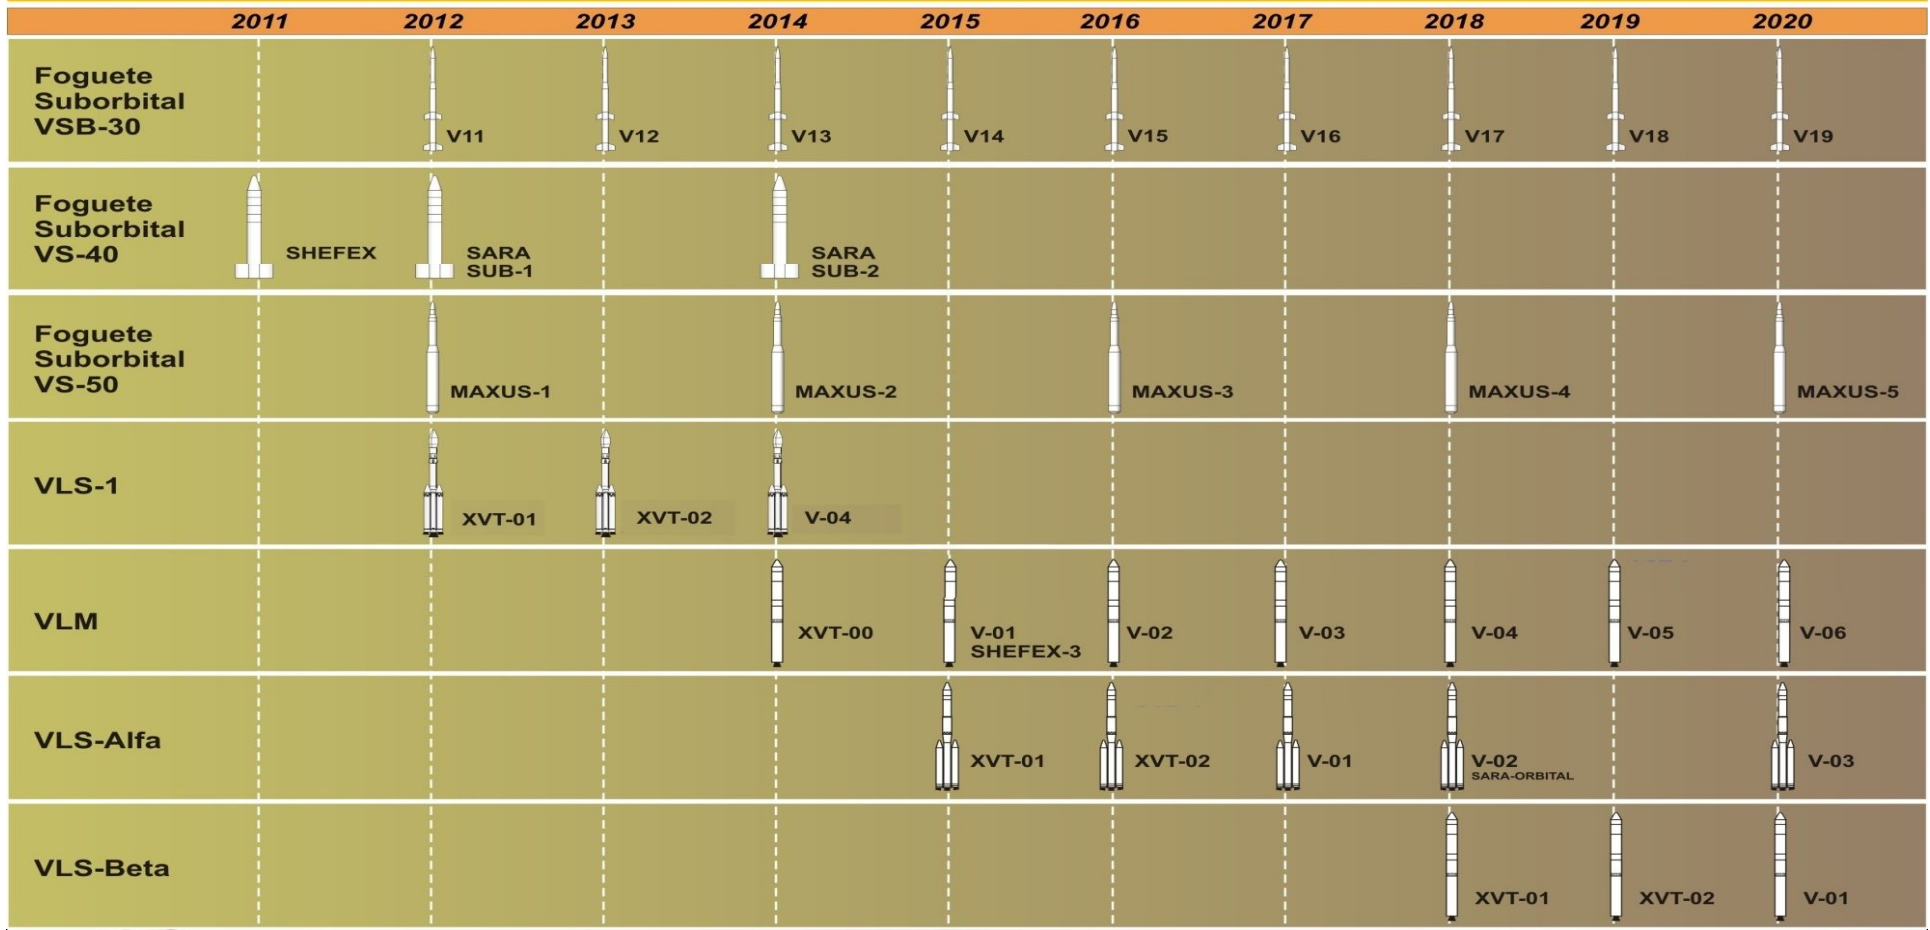 2011 2012 2013 2014 2015 2016 2017 2018 2019 2020
Foguete
Suborbital
VSB-30
V11 V12 V13 V14 V15 V16 V17 V18 V19
Foguete
Suborbital
VS-40
SHEFEX SARA SARA
SUB-1 SUB-2
Foguete
Suborbital
VS-50
MAXUS-1 MAXUS-2 MAXUS-3 MAXUS-4 MAXUS-5
VLS-1
XVT-01 XVT-02 V-04
VLM
XVT-00 V-01 V-02 V-03 V-04 V-05 V-06
SHEFEX-3
VLS-Alfa
XVT-01 XVT-02 V-01 V-02 V-03
SARA-ORBITAL
VLS-Beta
XVT-01 XVT-02 V-01